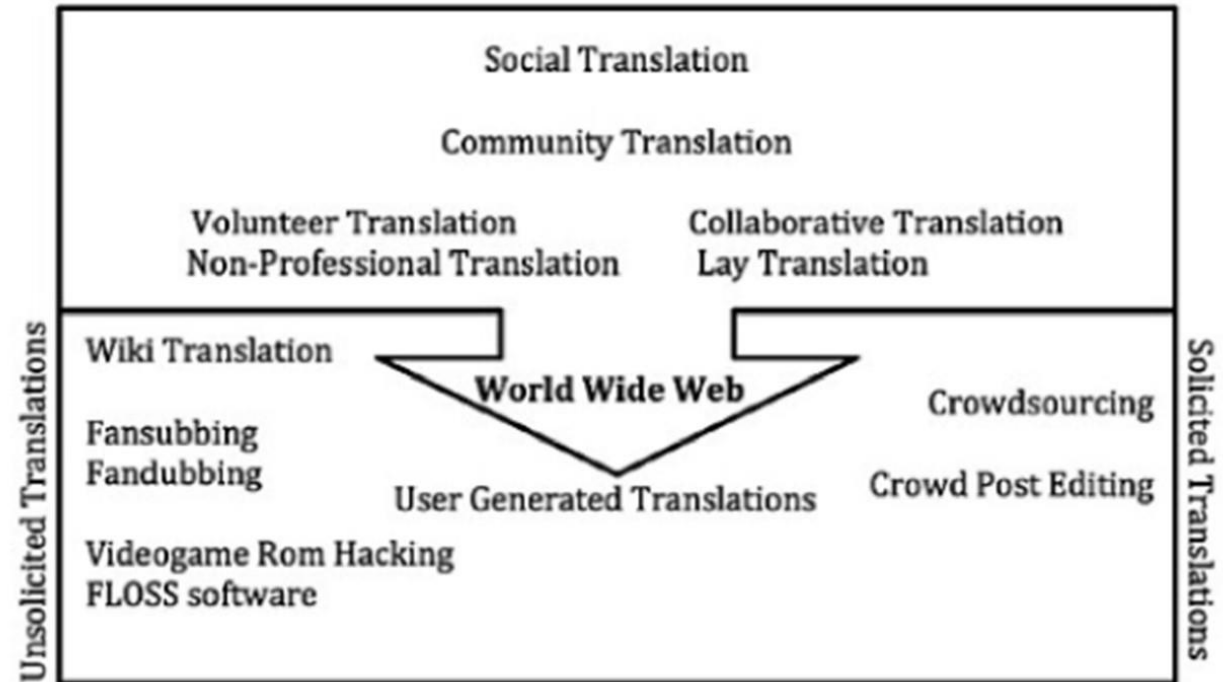 Social Translation
Community Translation
Volunteer Translation
Non-Professional Translation
Collaborative Translation
Lay Translation
Unsolicited Translations
Wiki Translation
Fansubbing
Fandubbing
Videogame Rom Hacking
FLOSS software
World Wide Web
User Generated Translations
Crowdsourcing
Crowd Post Editing
Solicited Translations